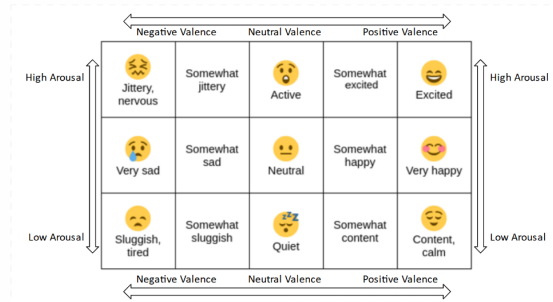 Negative Valence Neutral Valence Positive Valence
High Arousal
High Arousal
Jittery,
nervous
Somewhat
jittery
Active
Somewhat
excited
Excited
Very sad
Somewhat
sad
Neutral
Somewhat
happy
Very happy
Sluggish,
tired
Somewhat
sluggish
zzZ
Quiet
Somewhat
content
Content,
calm
Low Arousal
Low Arousal
Negative Valence Neutral Valence Positive Valence